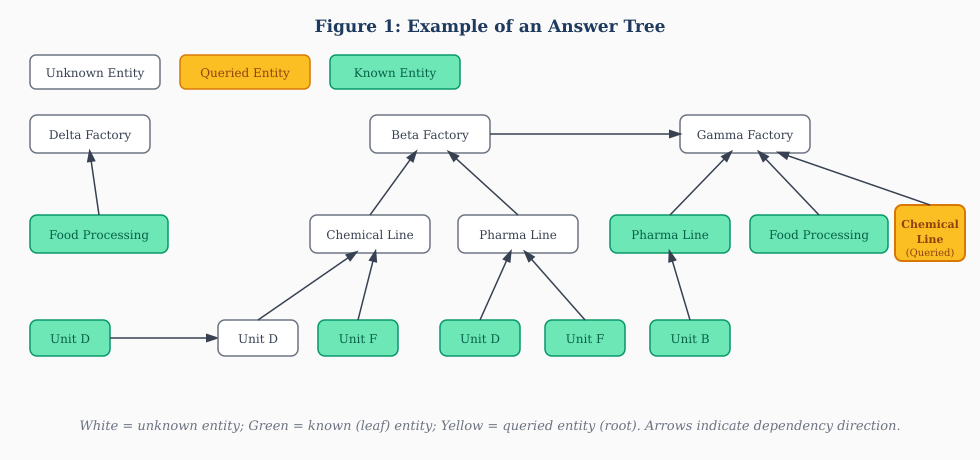 Figure 1: Example of an Answer Tree
Unknown Entity
Queried Entity
Known Entity
Delta Factory
Beta Factory
Gamma Factory
Food Processing
Chemical Line
Pharma Line
Pharma Line
Food Processing
Chemical
Line
(Queried)
Unit D
Unit D
Unit F
Unit D
Unit F
Unit B
White = unknown entity; Green = known (leaf) entity; Yellow = queried entity (root). Arrows indicate dependency direction.